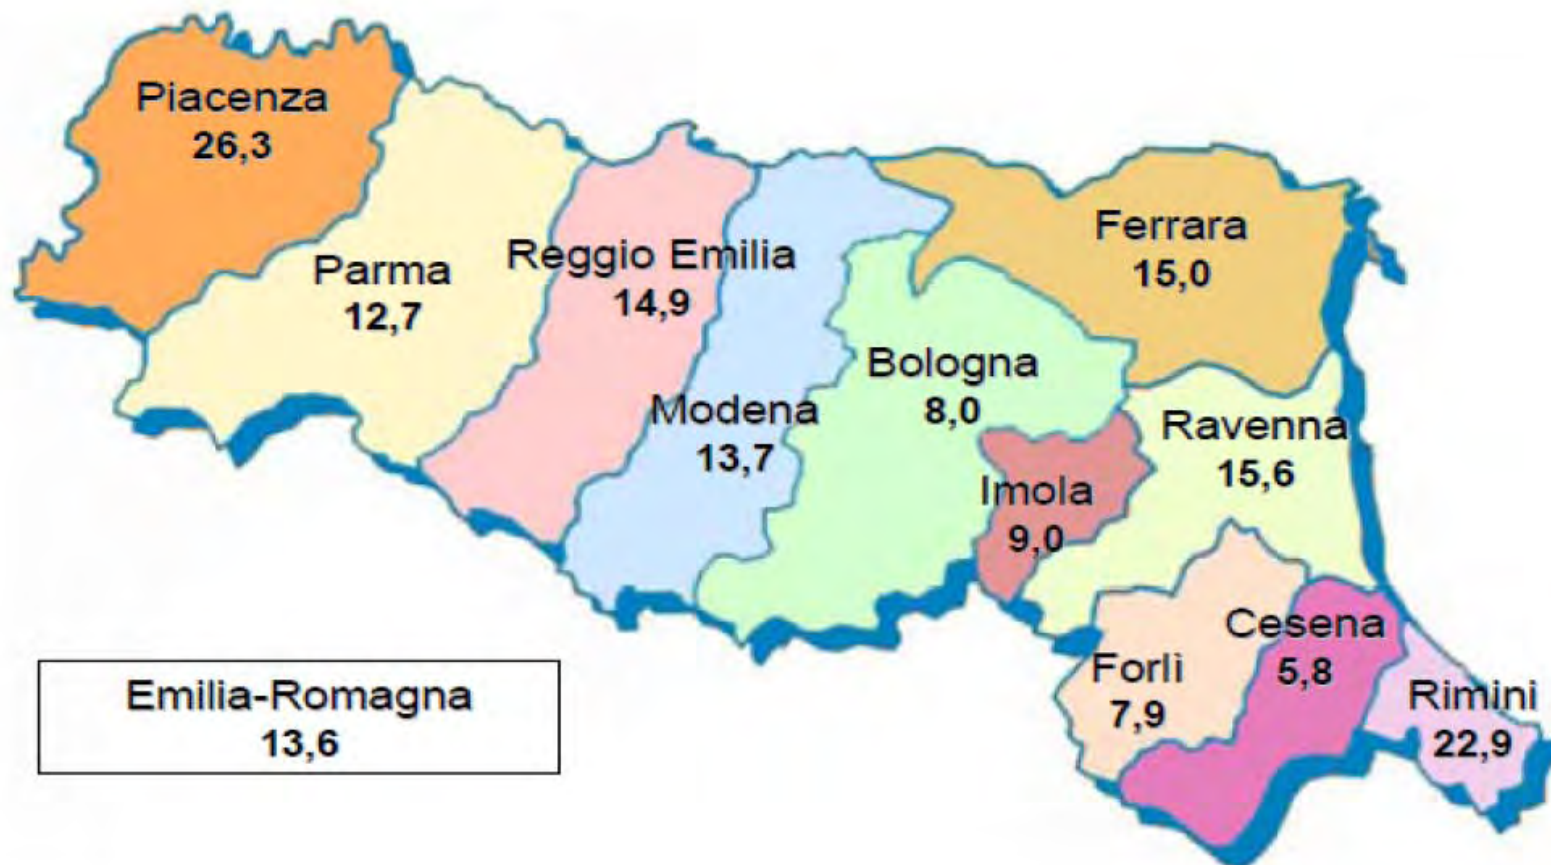 Piacenza
26,3
Parma
12,7
Reggio Emilia
14,9
Modena
13,7
Bologna
8,0
Ferrara
15,0
Imola
9,0
Ravenna
15,6
Forlì
7,9
Cesena
5,8
Rimini
22,9
Emilia-Romagna
13,6